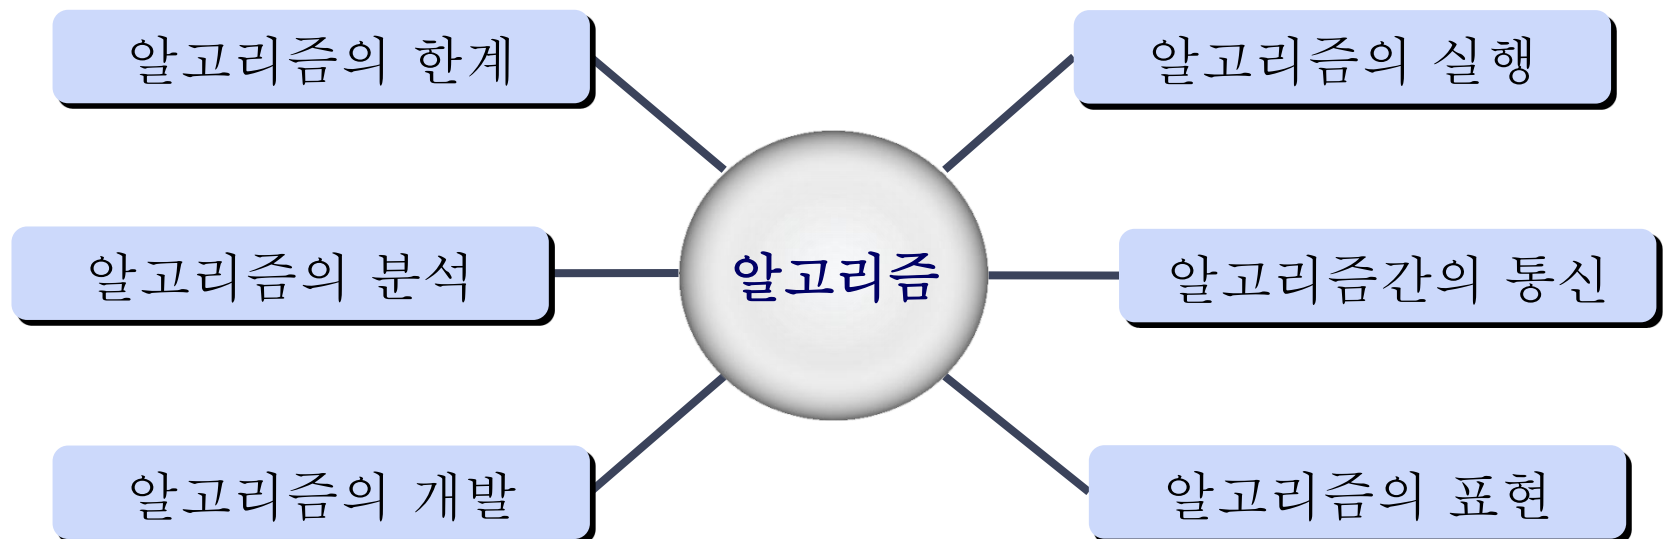 알고리즘의 한계
알고리즘의 실행
알고리즘의 분석
알고리즘
알고리즘간의 통신
알고리즘의 개발
알고리즘의 표현